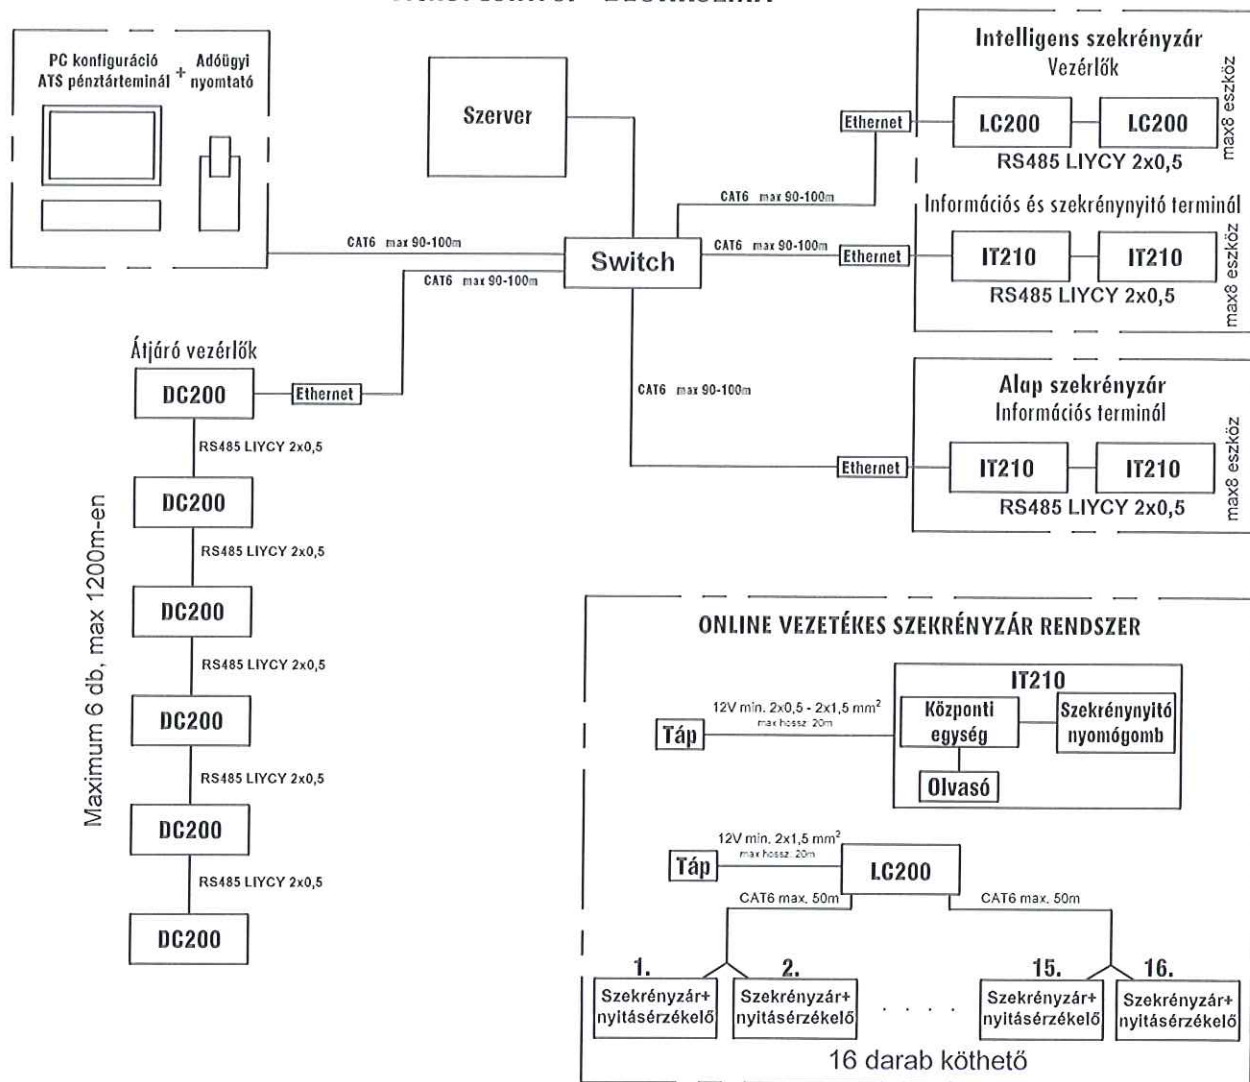 PC konfiguráció
ATS pénztárteminál
+
Adóügyi
nyomtató
Szerver
Intelligens szekrényzár
Vezérlők
Ethernet
LC200
LC200
RS485 LIYCY 2x0,5
max8 eszköz
CAT6 max 90-100m
Információs és szekrénynyitó terminál
CAT6 max 90-100m
Switch
CAT6 max 90-100m
Ethernet
IT210
IT210
RS485 LIYCY 2x0,5
max8 eszköz
CAT6 max 90-100m
Átjáró vezérlők
DC200
Ethernet
CAT6 max 90-100m
Alap szekrényzár
Információs terminál
Ethernet
IT210
IT210
RS485 LIYCY 2x0,5
max8 eszköz
RS485 LIYCY 2x0,5
DC200
RS485 LIYCY 2x0,5
DC200
RS485 LIYCY 2x0,5
DC200
RS485 LIYCY 2x0,5
DC200
RS485 LIYCY 2x0,5
DC200
Maximum 6 db, max 1200m-en
ONLINE VEZETÉKES SZEKRÉNYZÁR RENDSZER
IT210
12V min. 2x0,5 - 2x1,5 mm²
max hossz: 20m
Táp
Központi
egység
Szekrénynyitó
nyomógomb
Olvasó
12V min. 2x1,5 mm²
max hossz: 20m
Táp
LC200
CAT6 max. 50m
CAT6 max. 50m
1.
2.
15.
16.
Szekrényzár+
nyitásérzékelő
Szekrényzár+
nyitásérzékelő
. . . .
Szekrényzár+
nyitásérzékelő
Szekrényzár+
nyitásérzékelő
16 darab köthető